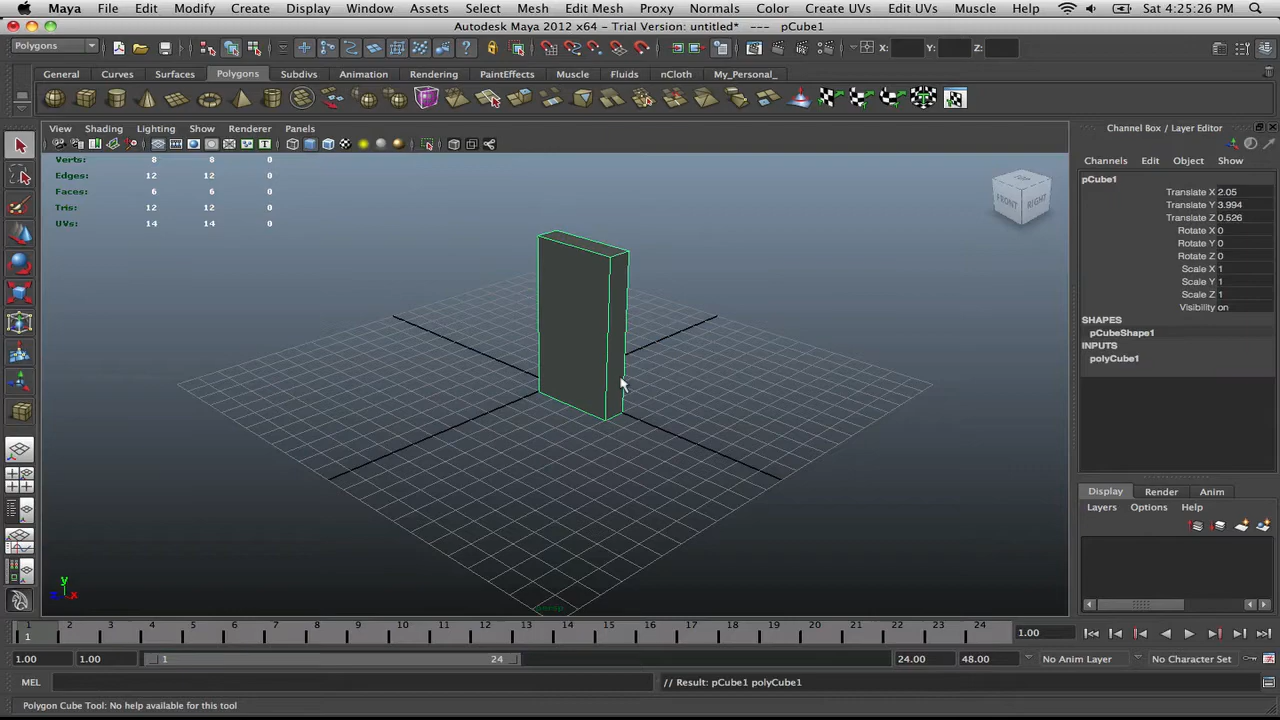 Maya File Edit Modify Create Display Window Assets Select Mesh Edit Mesh Proxy Normals Color Create UVs Edit UVs Muscle Help Sat 4:25:26 PM
Autodesk Maya 2012 x64 - Trial Version: untitled* --- pCube1
Polygons X: Y: Z:
General Curves Surfaces Polygons Subdivs Animation Rendering PaintEffects Muscle Fluids nCloth My_Personal_
View Shading Lighting Show Renderer Panels
Channel Box / Layer Editor
Channels Edit Object Show
Verts: 8 8 0
Edges: 12 12 0
Faces: 6 6 0
Tris: 12 12 0
UVs: 14 14 0
TOP
FRONT RIGHT
pCube1
Translate X 2.05
Translate Y 3.994
Translate Z 0.526
Rotate X 0
Rotate Y 0
Rotate Z 0
Scale X 1
Scale Y 1
Scale Z 1
Visibility on
SHAPES
pCubeShape1
INPUTS
polyCube1
Display Render Anim
Layers Options Help
y
x
persp
1 2 3 4 5 6 7 8 9 10 11 12 13 14 15 16 17 18 19 20 21 22 23 24
1 1.00
1.00 1.00 1 24 24.00 48.00 No Anim Layer No Character Set
MEL // Result: pCube1 polyCube1
Polygon Cube Tool: No help available for this tool